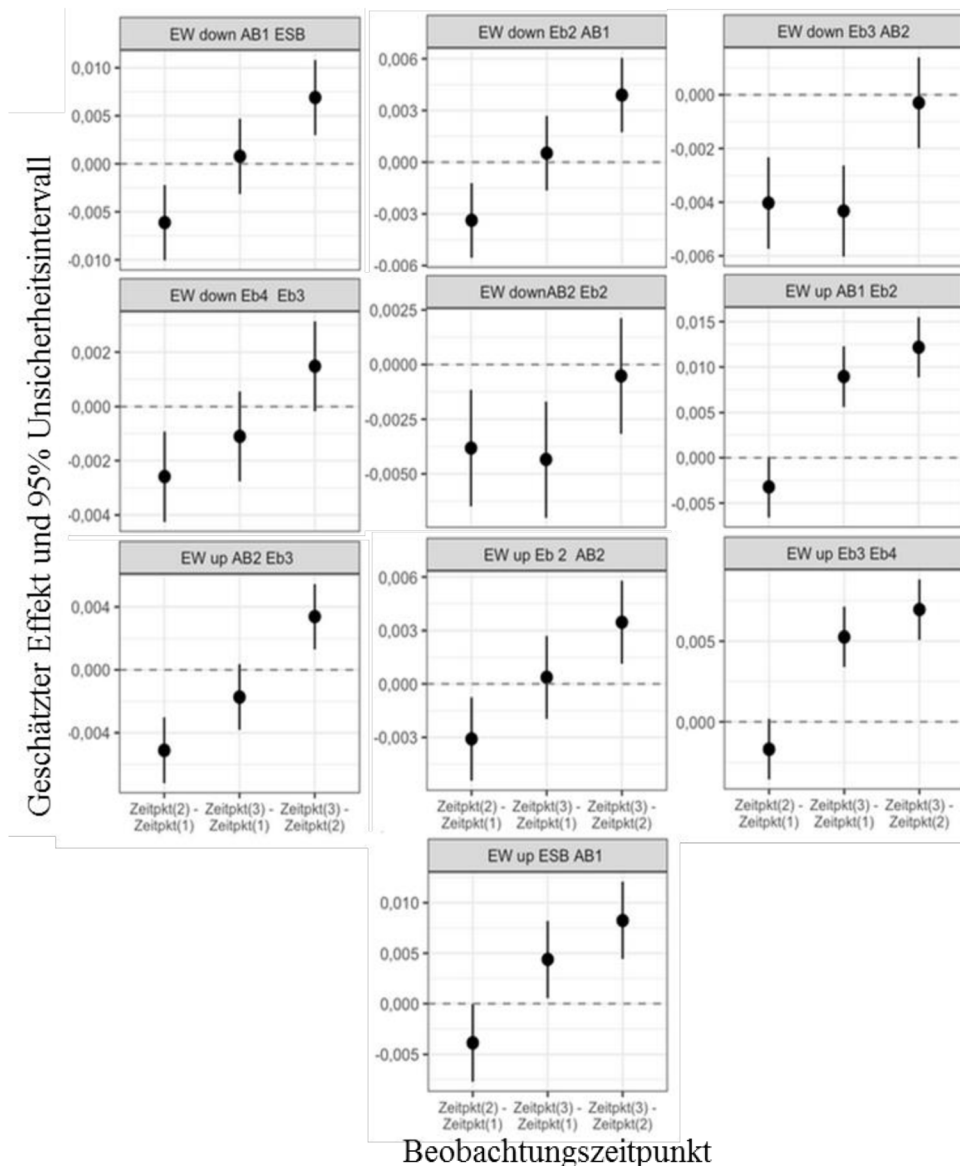 Geschätzter Effekt und 95% Unsicherheitsintervall
EW down AB1 ESB
0,010
0,005
0,000
-0,005
-0,010
EW down Eb2 AB1
0,006
0,003
0,000
-0,003
-0.006
EW down Eb3 AB2
0,000
-0,002
-0,004
-0,006
EW down Eb4 Eb3
0,002
0,000
-0,002
-0,004
EW downAB2 Eb2
0,0025
0,0000
0,0025
0,0050
EW up AB1 Eb2
0,015
0,010
0,005
0,000
-0,005
EW up AB2 Eb3
0,004
0,000
-0,004
Zeitpkt(2) - Zeitpkt(3) - Zeitpkt(3) -
Zeitpkt(1) Zeitpkt(1) Zeitpkt(2)
EW up Eb 2 AB2
0,006
0,003
0,000
-0,003
Zeitpkt(2) - Zeitpkt(3) - Zeitpkt(3) -
Zeitpkt(1) Zeitpkt(1) Zeitpkt(2)
EW up Eb3 Eb4
0,005
0,000
Zeitpkt(2) - Zeitpkt(3) - Zeitpkt(3) -
Zeitpkt(1) Zeitpkt(1) Zeitpkt(2)
EW up ESB AB1
0,010
0,005
0,000
-0,005
Zeitpkt(2) - Zeitpkt(3) - Zeitpkt(3) -
Zeitpkt(1) Zeitpkt(1) Zeitpkt(2)
Beobachtungszeitpunkt